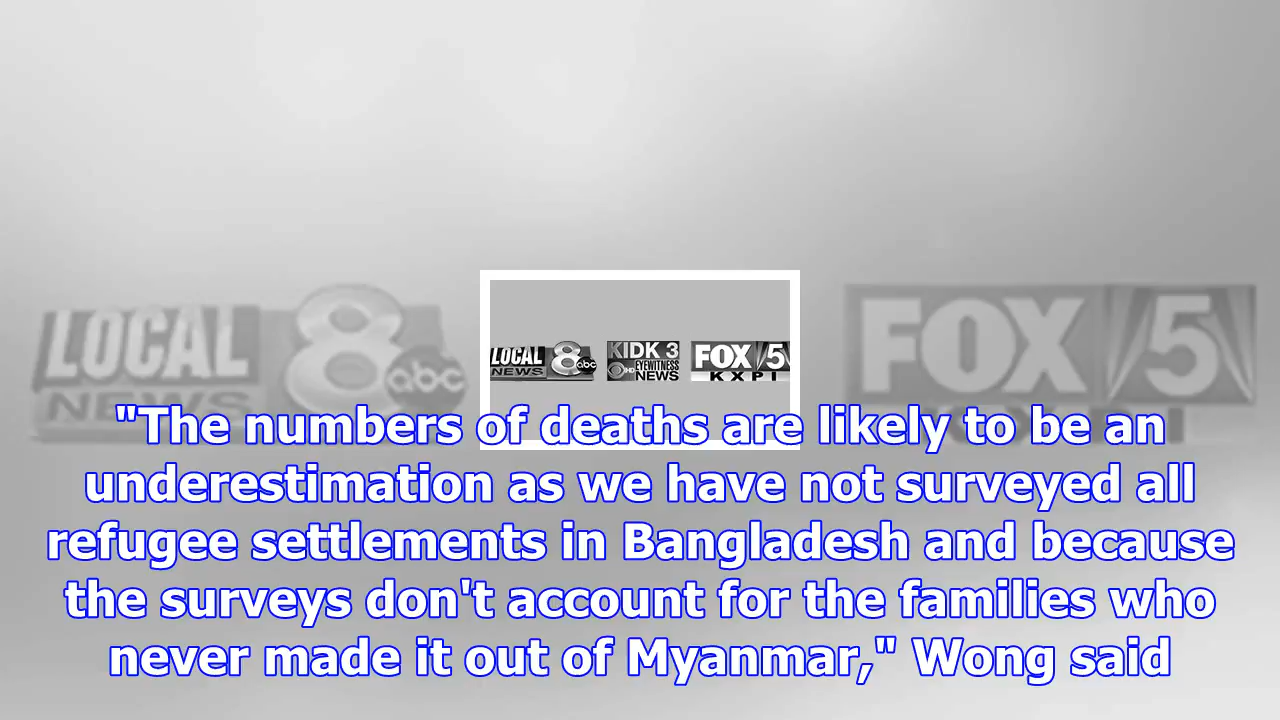 LOCAL 8 abc
NEWS
FOX 5
LOCAL 8 abc
NEWS
KIDK 3
HD EYEWITNESS
NEWS
FOX 5
KXPI
"The numbers of deaths are likely to be an
underestimation as we have not surveyed all
refugee settlements in Bangladesh and because
the surveys don't account for the families who
never made it out of Myanmar," Wong said